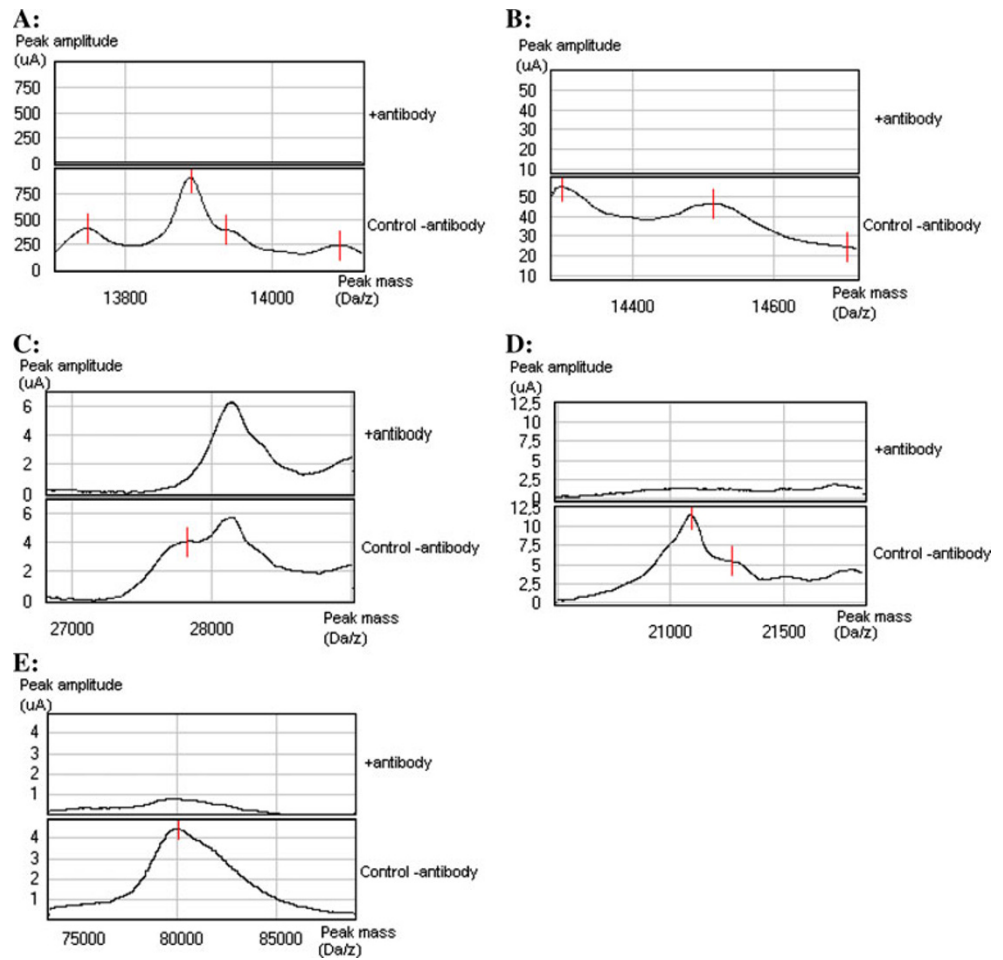 A:
Peak amplitude
(uA)
750
500
250
0
+antibody
750
500
250
0
Control -antibody
13800
14000
Peak mass
(Da/z)
B:
Peak amplitude
(uA)
50
40
30
20
10
+antibody
50
40
30
20
10
Control -antibody
14400
14600
Peak mass
(Da/z)
C:
Peak amplitude
(uA)
6
4
2
0
+antibody
6
4
2
0
Control -antibody
27000
28000
Peak mass
(Da/z)
D:
Peak amplitude
(uA)
12,5
10
7,5
5
2,5
0
+antibody
12,5
10
7,5
5
2,5
0
Control -antibody
21000
21500
Peak mass
(Da/z)
E:
Peak amplitude
(uA)
4
3
2
1
+antibody
4
3
2
1
Control -antibody
75000
80000
85000
Peak mass
(Da/z)